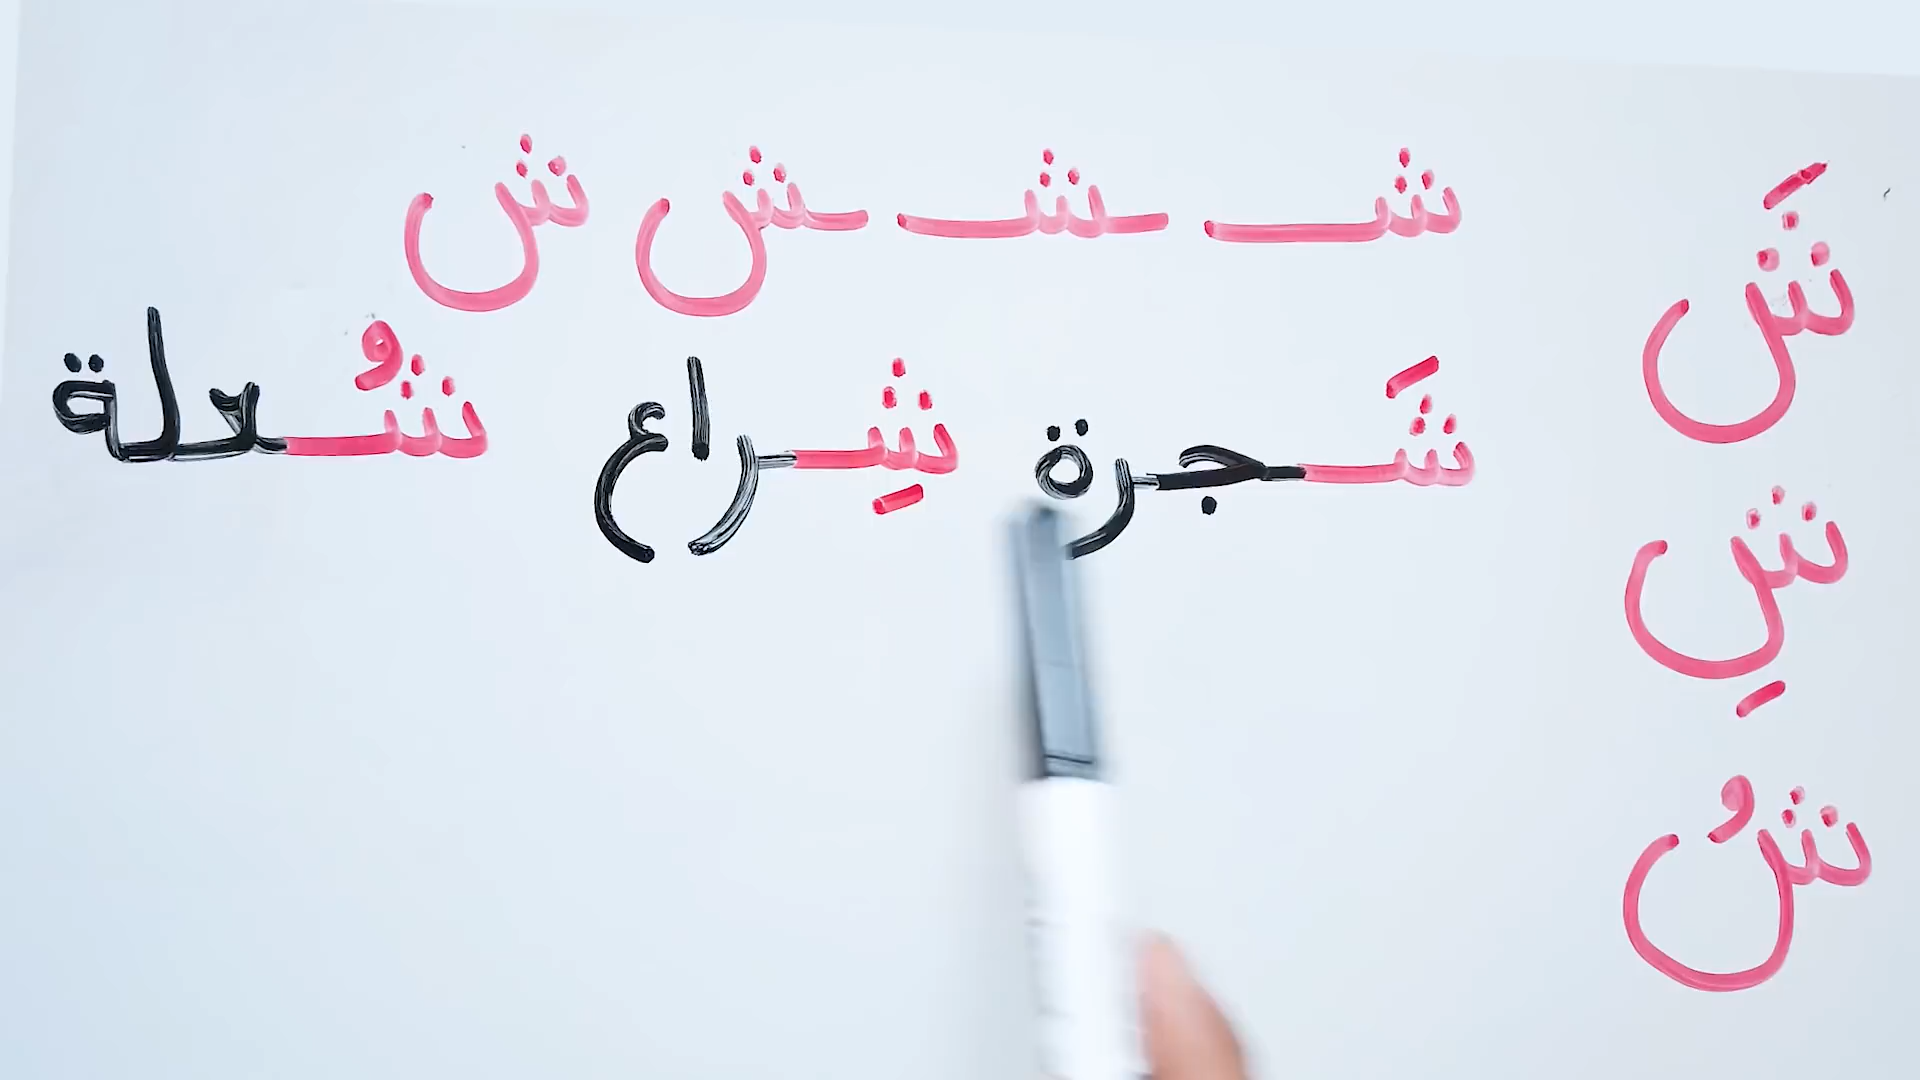 شـ ـشـ ـش ش
شَجرة شِراع شُعلة
شَ
شِ
شُ